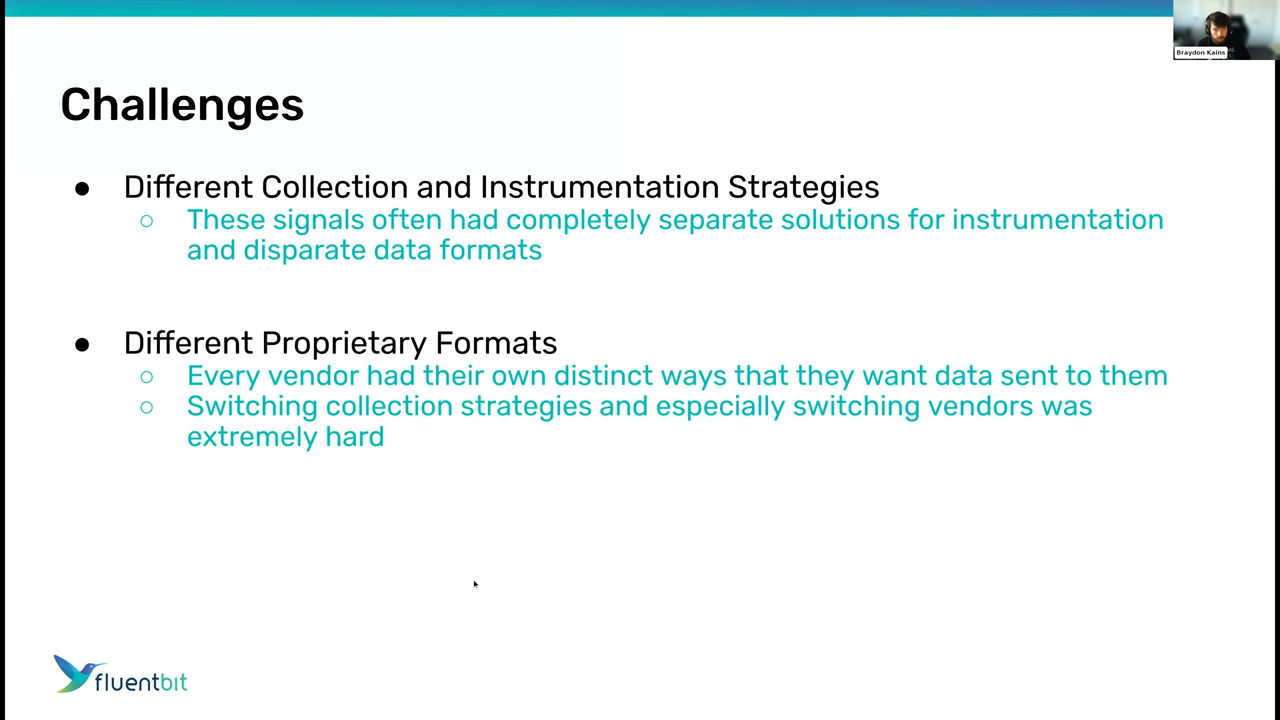 Braydon Kains
Challenges
● Different Collection and Instrumentation Strategies
○ These signals often had completely separate solutions for instrumentation
and disparate data formats
● Different Proprietary Formats
○ Every vendor had their own distinct ways that they want data sent to them
○ Switching collection strategies and especially switching vendors was
extremely hard
fluentbit